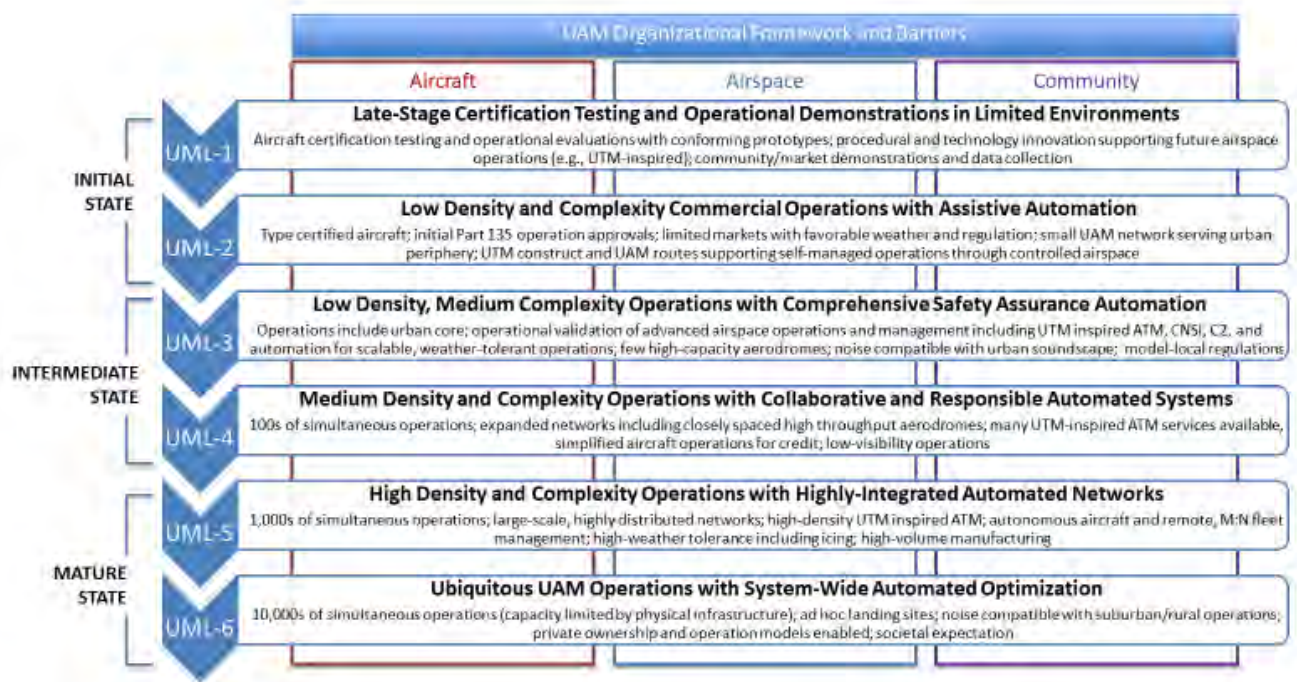 UAM Organizational Framework and Barriers
Aircraft
Airspace
Community
INITIAL
STATE
UML-1
Late-Stage Certification Testing and Operational Demonstrations in Limited Environments
Aircraft certification testing and operational evaluations with conforming prototypes; procedural and technology innovation supporting future airspace
operations (e.g., UTM-inspired); community/market demonstrations and data collection
UML-2
Low Density and Complexity Commercial Operations with Assistive Automation
Type certified aircraft; initial Part 135 operation approvals; limited markets with favorable weather and regulation; small UAM network serving urban
periphery; UTM construct and UAM routes supporting self-managed operations through controlled airspace
INTERMEDIATE
STATE
UML-3
Low Density, Medium Complexity Operations with Comprehensive Safety Assurance Automation
Operations include urban core; operational validation of advanced airspace operations and management including UTM inspired ATM, CNSI, C2, and
automation for scalable, weather-tolerant operations; few high-capacity aerodromes; noise compatible with urban soundscape; model-local regulations
UML-4
Medium Density and Complexity Operations with Collaborative and Responsible Automated Systems
100s of simultaneous operations; expanded networks including closely spaced high throughput aerodromes; many UTM-inspired ATM services available,
simplified aircraft operations for credit; low-visibility operations
MATURE
STATE
UML-5
High Density and Complexity Operations with Highly-Integrated Automated Networks
1,000s of simultaneous operations; large-scale, highly distributed networks; high-density UTM inspired ATM; autonomous aircraft and remote, M:N fleet
management; high-weather tolerance including icing; high-volume manufacturing
UML-6
Ubiquitous UAM Operations with System-Wide Automated Optimization
10,000s of simultaneous operations (capacity limited by physical infrastructure); ad hoc landing sites; noise compatible with suburban/rural operations;
private ownership and operation models enabled; societal expectation